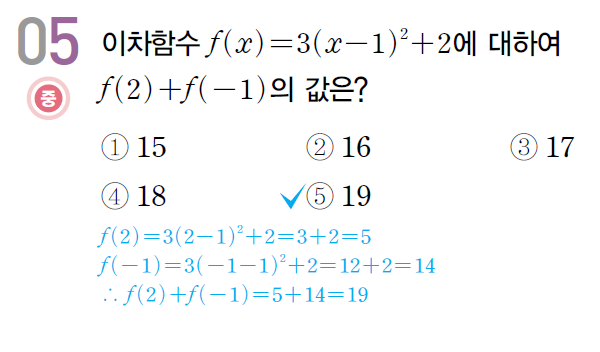 05 이차함수 f(x)=3(x-1)²+2에 대하여
중 f(2)+f(-1)의 값은?
① 15 ② 16 ③ 17
④ 18 ✓⑤ 19
f(2)=3(2-1)²+2=3+2=5
f(-1)=3(-1-1)²+2=12+2=14
∴ f(2)+f(-1)=5+14=19